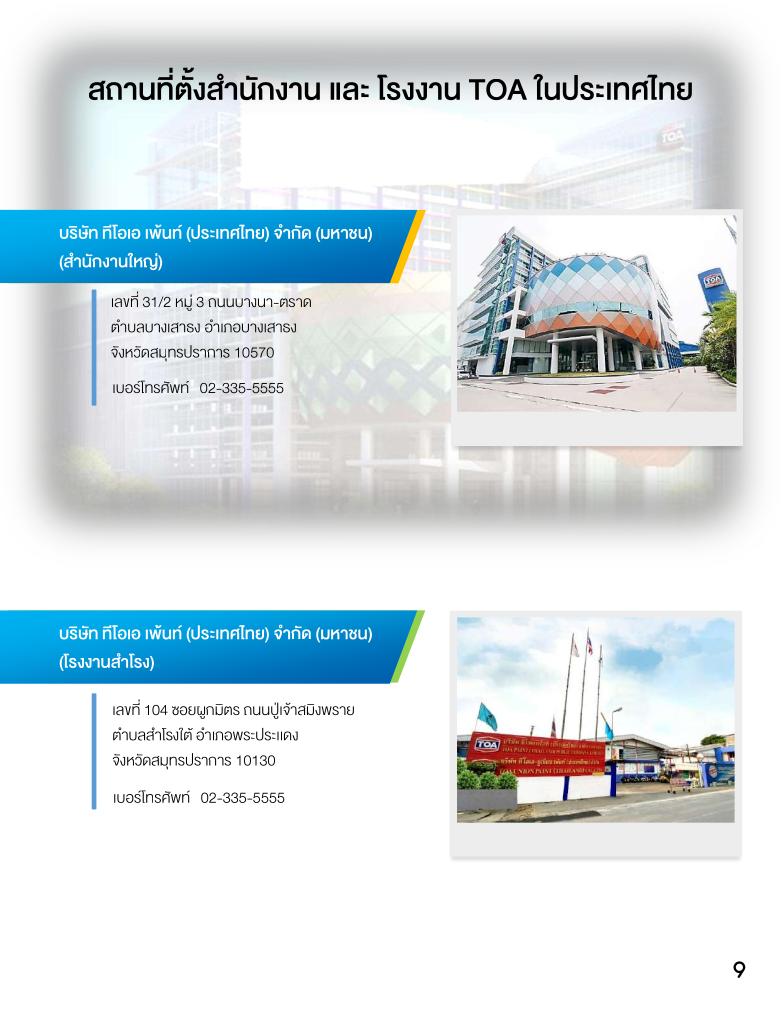 สถานที่ตั้งสำนักงาน และ โรงงาน TOA ในประเทศไทย
บริษัท ทีโอเอ เพ้นท์ (ประเทศไทย) จำกัด (มหาชน)
(สำนักงานใหญ่)
เลขที่ 31/2 หมู่ 3 ถนนบางนา-ตราด
ตำบลบางเสาธง อำเภอบางเสาธง
จังหวัดสมุทรปราการ 10570
เบอร์โทรศัพท์ 02-335-5555
TOA
บริษัท ทีโอเอ เพ้นท์ (ประเทศไทย) จำกัด (มหาชน)
(โรงงานสำโรง)
เลขที่ 104 ซอยผูกมิตร ถนนปู่เจ้าสมิงพราย
ตำบลสำโรงใต้ อำเภอพระประแดง
จังหวัดสมุทรปราการ 10130
เบอร์โทรศัพท์ 02-335-5555
TOA
9